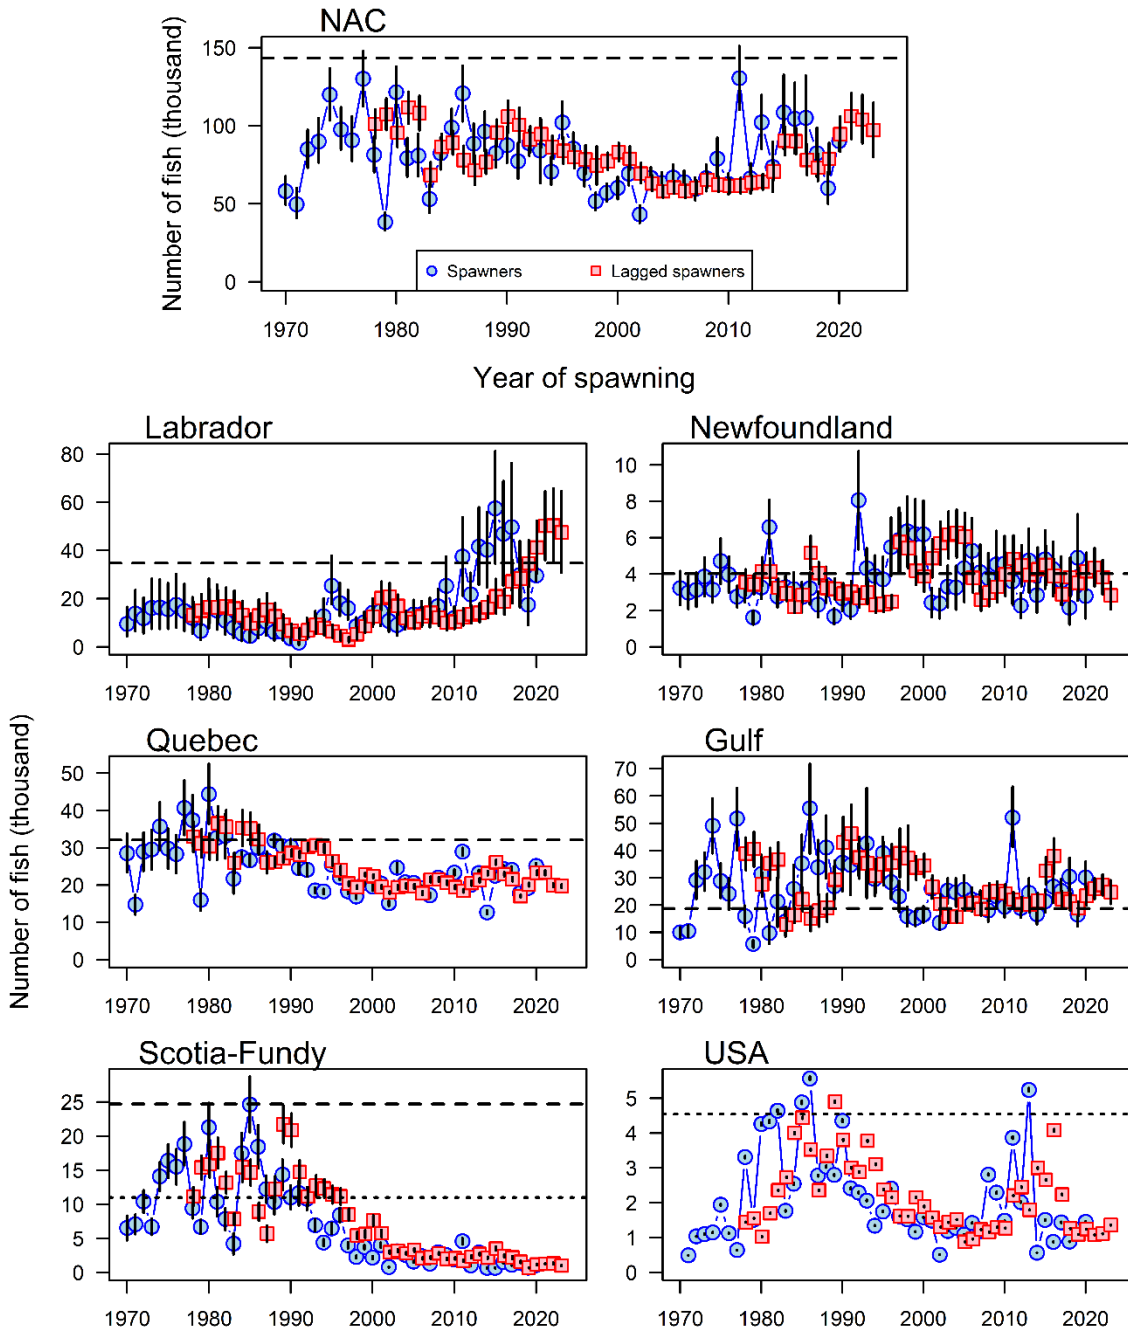 NAC
Number of fish (thousand)
150
100
50
0
Spawners
Lagged spawners
1970 1980 1990 2000 2010 2020
Year of spawning
Labrador
80
60
40
20
0
1970 1980 1990 2000 2010 2020
Newfoundland
10
8
6
4
2
0
1970 1980 1990 2000 2010 2020
Number of fish (thousand)
Quebec
50
40
30
20
10
0
1970 1980 1990 2000 2010 2020
Gulf
70
60
50
40
30
20
10
0
1970 1980 1990 2000 2010 2020
Scotia-Fundy
25
20
15
10
5
0
1970 1980 1990 2000 2010 2020
USA
5
4
3
2
1
0
1970 1980 1990 2000 2010 2020